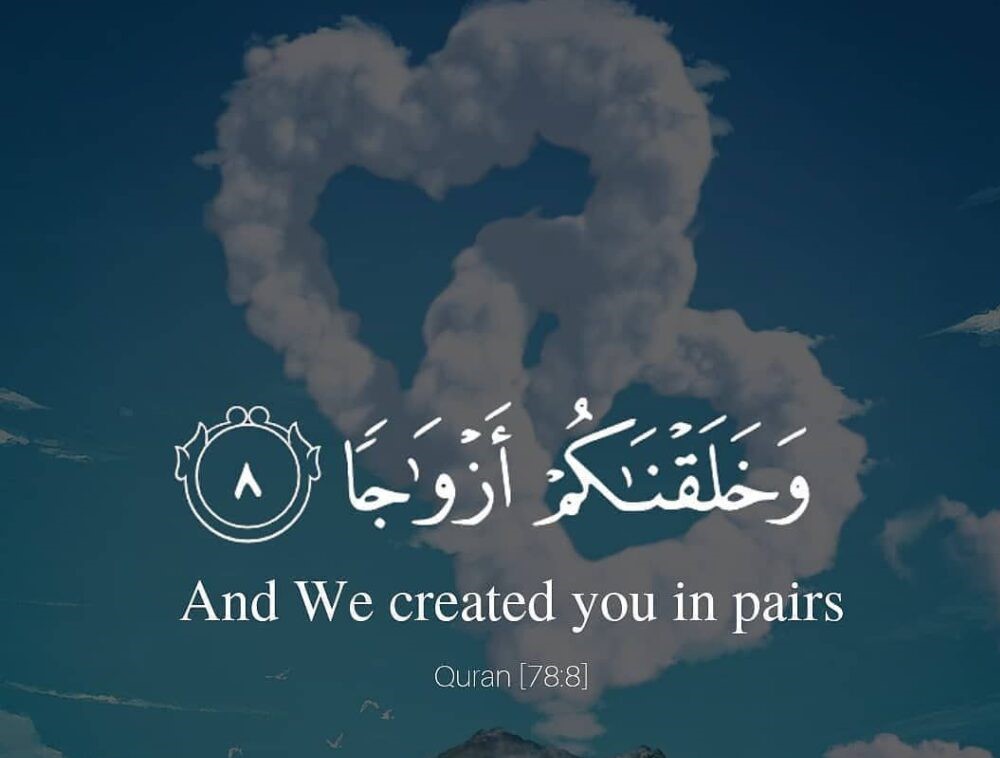 وَخَلَقْنَـٰكُمْ أَزْوَٰجًا ٨
And We created you in pairs
Quran [78:8]